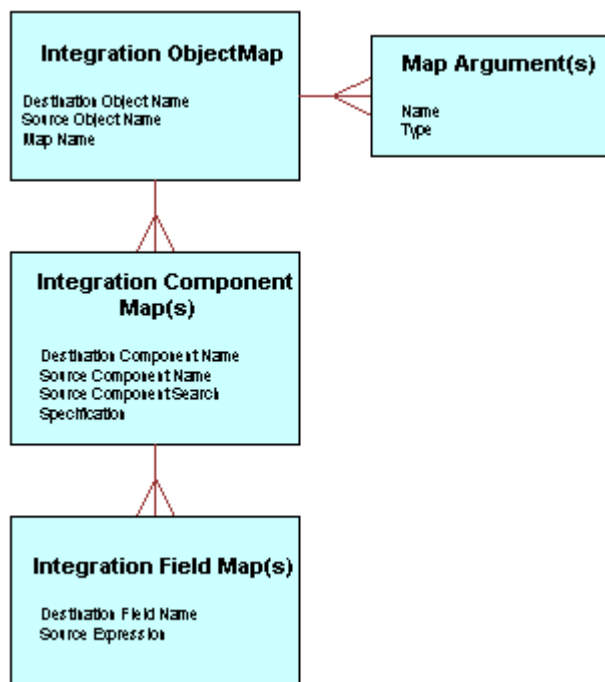 Integration ObjectMap
Destination Object Name
Source Object Name
Map Name
Map Argument(s)
Name
Type
Integration Component
Map(s)
Destination Component Name
Source Component Name
Source Component Search
Specification
Integration Field Map(s)
Destination Field Name
Source Expression